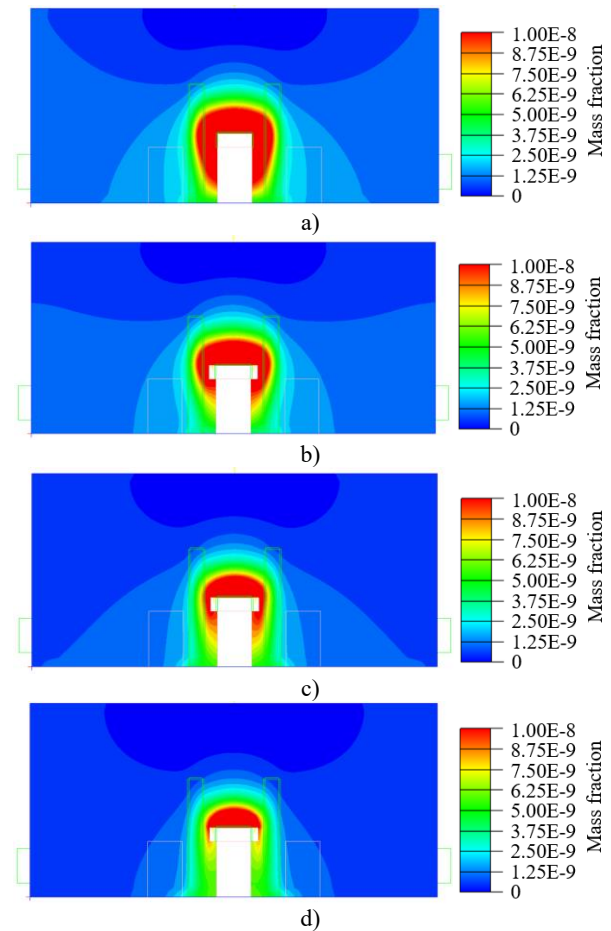 1.00E-8
8.75E-9
7.50E-9
6.25E-9
5.00E-9
3.75E-9
2.50E-9
1.25E-9
0
Mass fraction
a)
1.00E-8
8.75E-9
7.50E-9
6.25E-9
5.00E-9
3.75E-9
2.50E-9
1.25E-9
0
Mass fraction
b)
1.00E-8
8.75E-9
7.50E-9
6.25E-9
5.00E-9
3.75E-9
2.50E-9
1.25E-9
0
Mass fraction
c)
1.00E-8
8.75E-9
7.50E-9
6.25E-9
5.00E-9
3.75E-9
2.50E-9
1.25E-9
0
Mass fraction
d)